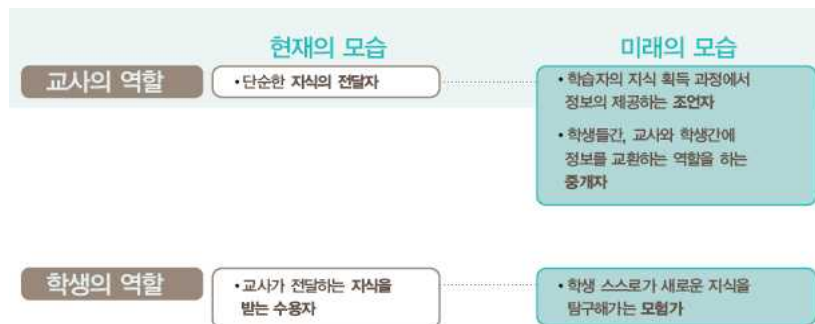 현재의 모습
미래의 모습
교사의 역할
•단순한 지식의 전달자
•학습자의 지식 획득 과정에서
정보의 제공하는 조언자
•학생들간, 교사와 학생간에
정보를 교환하는 역할을 하는
중개자
학생의 역할
•교사가 전달하는 지식을
받는 수용자
•학생 스스로가 새로운 지식을
탐구해가는 모험가